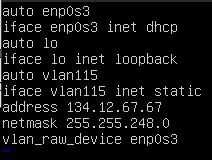 auto enp0s3
iface enp0s3 inet dhcp
auto lo
iface lo inet loopback
auto vlan115
iface vlan115 inet static
address 134.12.67.67
netmask 255.255.248.0
vlan_raw_device enp0s3
~